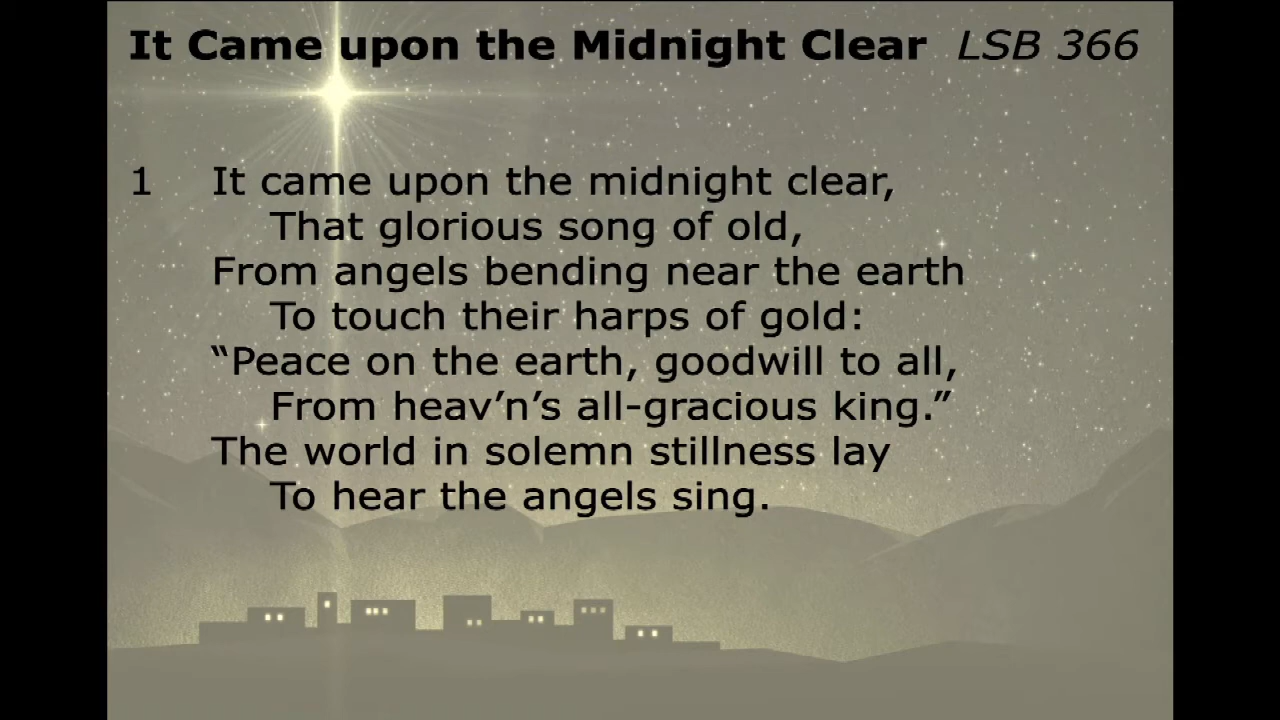 It Came upon the Midnight Clear LSB 366
1 It came upon the midnight clear,
That glorious song of old,
From angels bending near the earth
To touch their harps of gold:
“Peace on the earth, goodwill to all,
From heav’n’s all-gracious king.”
The world in solemn stillness lay
To hear the angels sing.